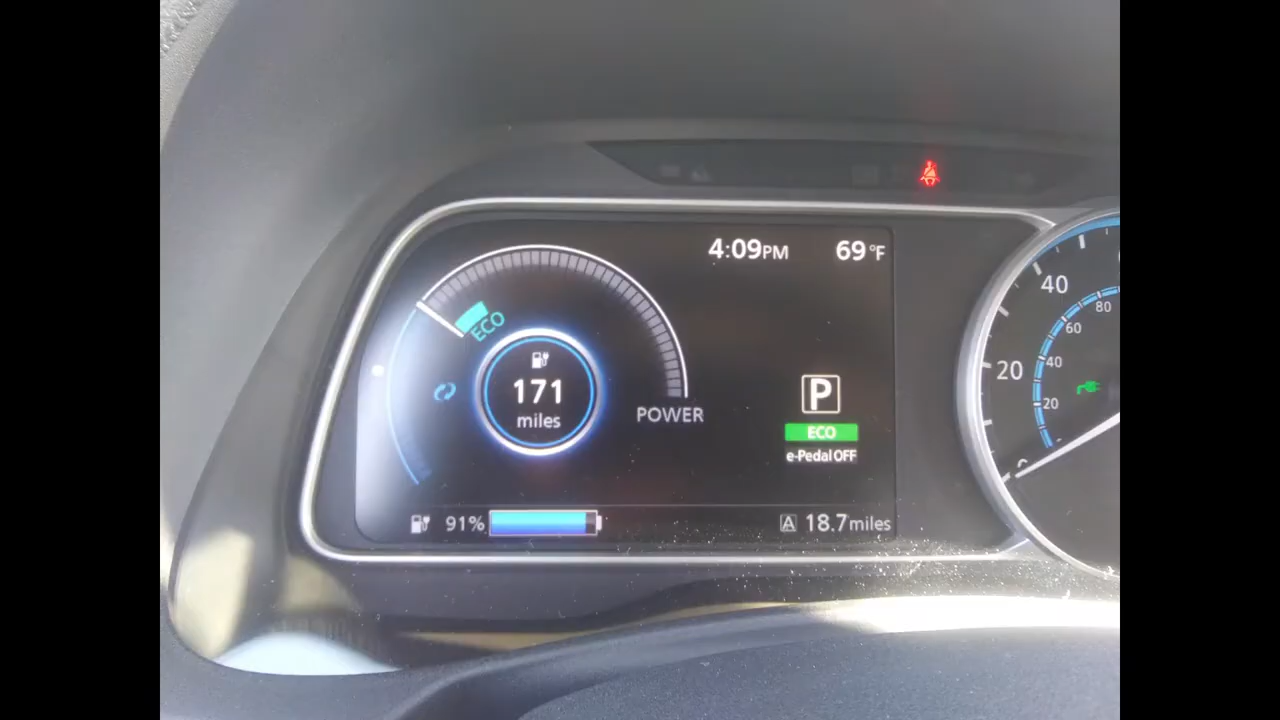 4:09PM 69°F
ECO
171
miles
POWER
P
ECO
e-Pedal OFF
91%
A 18.7miles
40
20
0
80
60
40
20